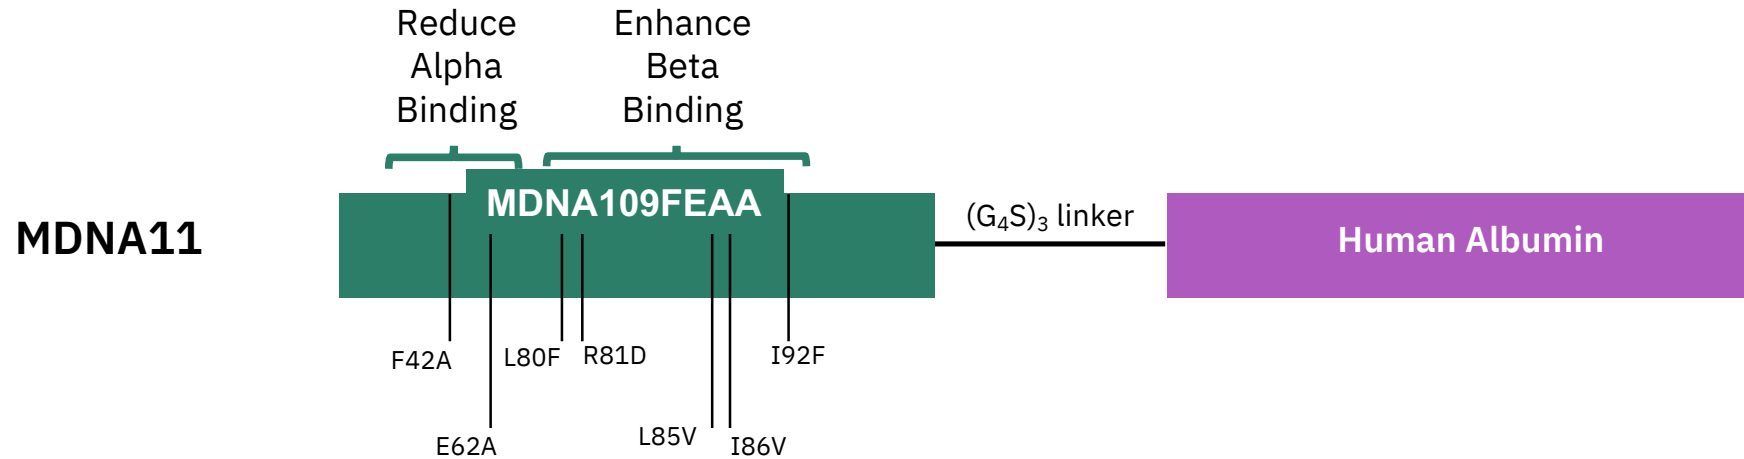 Reduce
Alpha
Binding
Enhance
Beta
Binding
MDNA11
MDNA109FEAA
(G₄S)₃ linker
Human Albumin
F42A
L80F
R81D
I92F
E62A
L85V
I86V